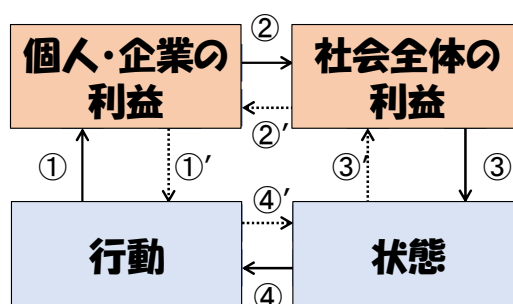 ②
個人・企業の
利益
社会全体の
利益
②′
①
①′
③′
③
④′
行動
状態
④